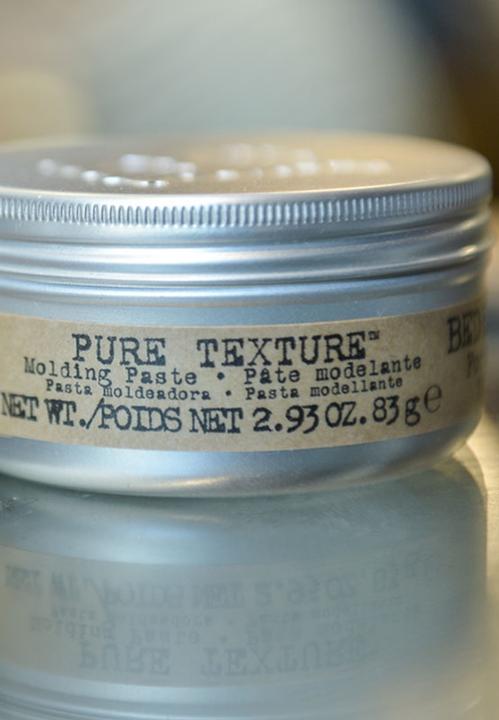 PURE TEXTURE™
Molding Paste • Pâte modelante
Pasta moldeadora • Pasta modellante
NET WT./POIDS NET 2.93 OZ. 83 g ℮